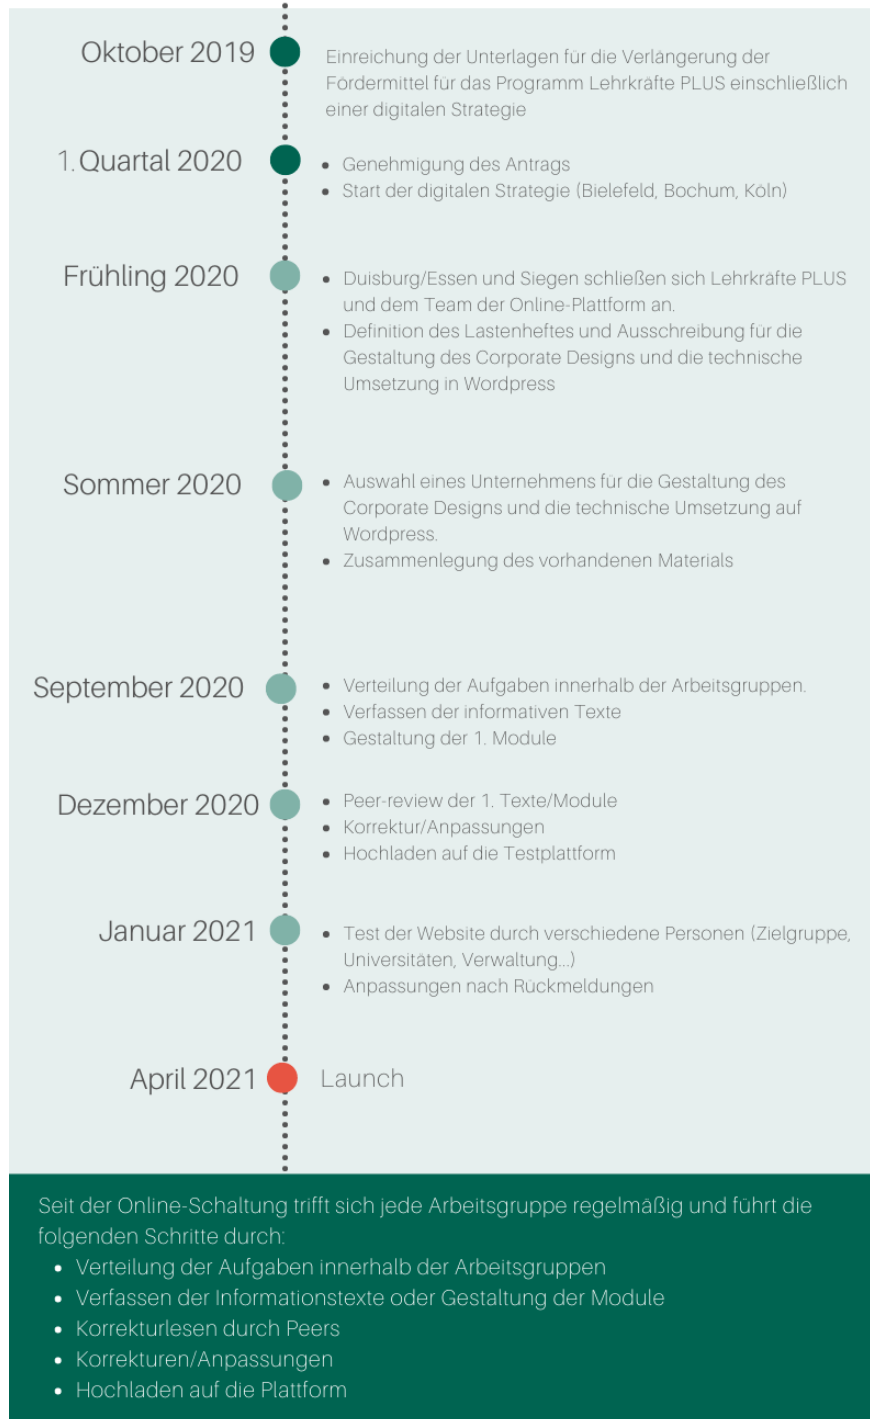 Oktober 2019
Einreichung der Unterlagen für die Verlängerung der
Fördermittel für das Programm Lehrkräfte PLUS einschließlich
einer digitalen Strategie
1. Quartal 2020
• Genehmigung des Antrags
• Start der digitalen Strategie (Bielefeld, Bochum, Köln)
Frühling 2020
• Duisburg/Essen und Siegen schließen sich Lehrkräfte PLUS
und dem Team der Online-Plattform an.
• Definition des Lastenheftes und Ausschreibung für die
Gestaltung des Corporate Designs und die technische
Umsetzung in Wordpress
Sommer 2020
• Auswahl eines Unternehmens für die Gestaltung des
Corporate Designs und die technische Umsetzung auf
Wordpress.
• Zusammenlegung des vorhandenen Materials
September 2020
• Verteilung der Aufgaben innerhalb der Arbeitsgruppen.
• Verfassen der informativen Texte
• Gestaltung der 1. Module
Dezember 2020
• Peer-review der 1. Texte/Module
• Korrektur/Anpassungen
• Hochladen auf die Testplattform
Januar 2021
• Test der Website durch verschiedene Personen (Zielgruppe,
Universitäten, Verwaltung...)
• Anpassungen nach Rückmeldungen
April 2021
Launch
Seit der Online-Schaltung trifft sich jede Arbeitsgruppe regelmäßig und führt die
folgenden Schritte durch:
• Verteilung der Aufgaben innerhalb der Arbeitsgruppen
• Verfassen der Informationstexte oder Gestaltung der Module
• Korrekturlesen durch Peers
• Korrekturen/Anpassungen
• Hochladen auf die Plattform